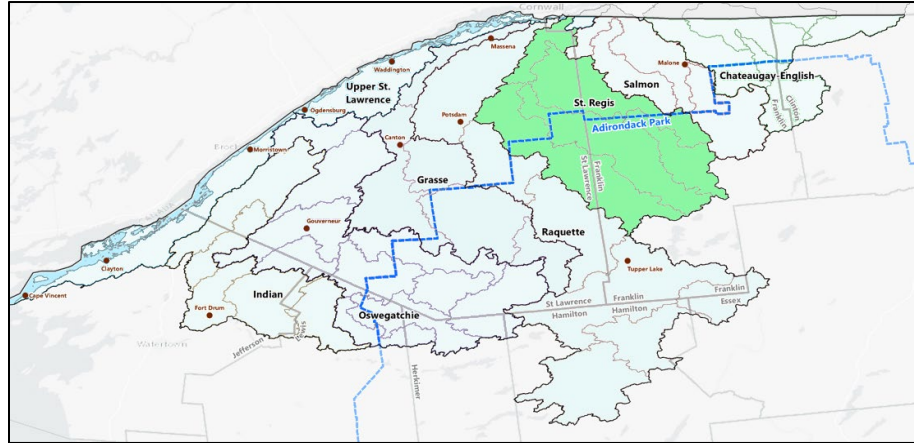 Cornwall
Massena
Waddington
Malone
Chateaugay-English
Upper St.
Lawrence
Salmon
Ogdensburg
St. Regis
Clinton
Franklin
Potsdam
Adirondack Park
Canton
Morristown
Grasse
Franklin
St Lawrence
Gouverneur
Raquette
Clayton
Tupper Lake
Cape Vincent
Indian
St Lawrence
Franklin
Franklin
Essex
Fort Drum
Oswegatchie
Hamilton
Hamilton
Lewis
Watertown
Jefferson
Herkimer